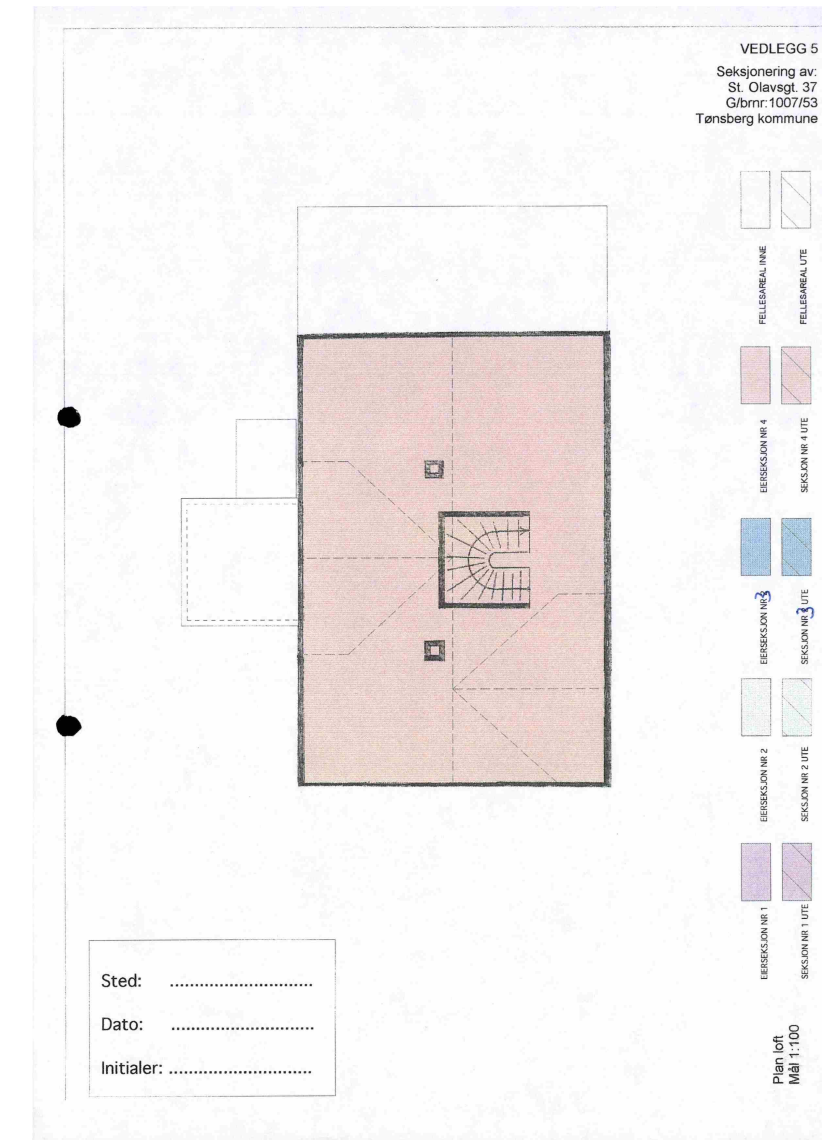 VEDLEGG 5
Seksjonering av:
St. Olavsgt. 37
G/brnr:1007/53
Tønsberg kommune
FELLESAREAL INNE
FELLESAREAL UTE
EIERSEKSJON NR 4
SEKSJON NR 4 UTE
EIERSEKSJON NR 3
SEKSJON NR 3 UTE
EIERSEKSJON NR 2
SEKSJON NR 2 UTE
EIERSEKSJON NR 1
SEKSJON NR 1 UTE
Sted: ............................
Dato: ............................
Initialer: ............................
Plan loft
Mål 1:100